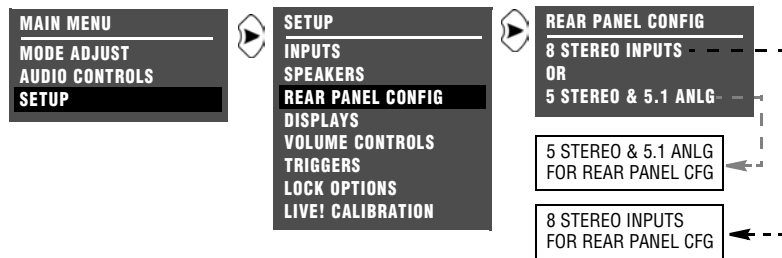 MAIN MENU
MODE ADJUST
AUDIO CONTROLS
SETUP
SETUP
INPUTS
SPEAKERS
REAR PANEL CONFIG
DISPLAYS
VOLUME CONTROLS
TRIGGERS
LOCK OPTIONS
LIVE! CALIBRATION
REAR PANEL CONFIG
8 STEREO INPUTS
OR
5 STEREO & 5.1 ANLG
5 STEREO & 5.1 ANLG
FOR REAR PANEL CFG
8 STEREO INPUTS
FOR REAR PANEL CFG